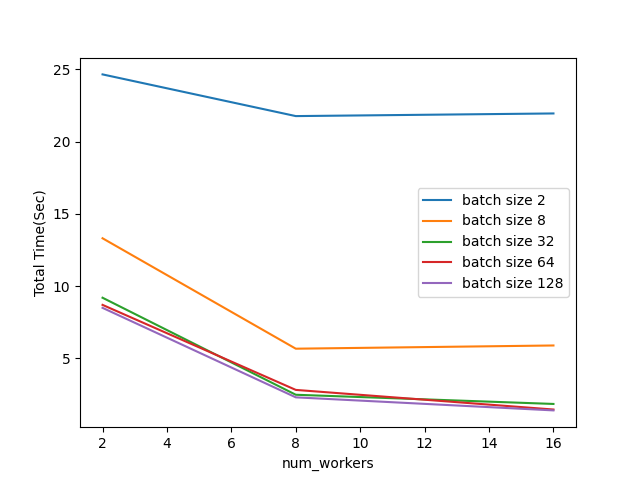 25
20
15
10
5
Total Time(Sec)
batch size 2
batch size 8
batch size 32
batch size 64
batch size 128
2 4 6 8 10 12 14 16
num_workers